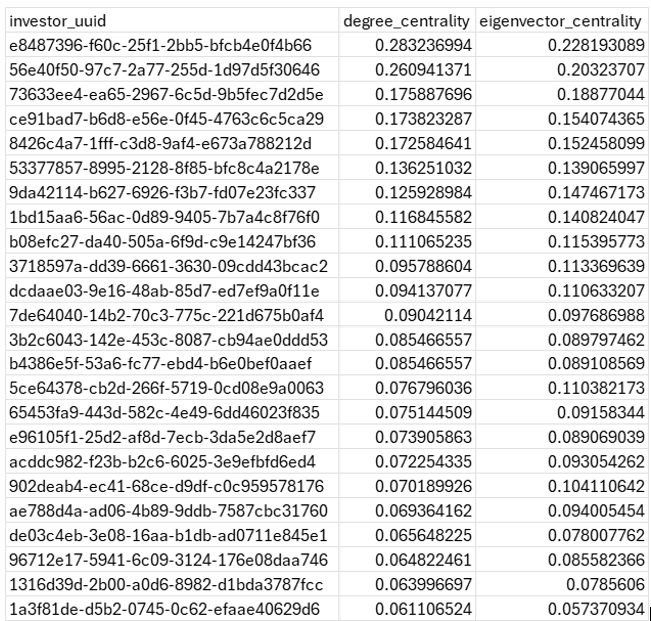 investor_uuid degree_centrality eigenvector_centrality
e8487396-f60c-25f1-2bb5-bfcb4e0f4b66 0.283236994 0.228193089
56e40f50-97c7-2a77-255d-1d97d5f30646 0.260941371 0.20323707
73633ee4-ea65-2967-6c5d-9b5fec7d2d5e 0.175887696 0.18877044
ce91bad7-b6d8-e56e-0f45-4763c6c5ca29 0.173823287 0.154074365
8426c4a7-1fff-c3d8-9af4-e673a788212d 0.172584641 0.152458099
53377857-8995-2128-8f85-bfc8c4a2178e 0.136251032 0.139065997
9da42114-b627-6926-f3b7-fd07e23fc337 0.125928984 0.147467173
1bd15aa6-56ac-0d89-9405-7b7a4c8f76f0 0.116845582 0.140824047
b08efc27-da40-505a-6f9d-c9e14247bf36 0.111065235 0.115395773
3718597a-dd39-6661-3630-09cdd43bcac2 0.095788604 0.113369639
dcdaae03-9e16-48ab-85d7-ed7ef9a0f11e 0.094137077 0.110633207
7de64040-14b2-70c3-775c-221d675b0af4 0.09042114 0.097686988
3b2c6043-142e-453c-8087-cb94ae0ddd53 0.085466557 0.089797462
b4386e5f-53a6-fc77-ebd4-b6e0bef0aaef 0.085466557 0.089108569
5ce64378-cb2d-266f-5719-0cd08e9a0063 0.076796036 0.110382173
65453fa9-443d-582c-4e49-6dd46023f835 0.075144509 0.09158344
e96105f1-25d2-af8d-7ecb-3da5e2d8aef7 0.073905863 0.089069039
acddc982-f23b-b2c6-6025-3e9efbfd6ed4 0.072254335 0.093054262
902deab4-ec41-68ce-d9df-c0c959578176 0.070189926 0.104110642
ae788d4a-ad06-4b89-9ddb-7587cbc31760 0.069364162 0.094005454
de03c4eb-3e08-16aa-b1db-ad0711e845e1 0.065648225 0.078007762
96712e17-5941-6c09-3124-176e08daa746 0.064822461 0.085582366
1316d39d-2b00-a0d6-8982-d1bda3787fcc 0.063996697 0.0785606
1a3f81de-d5b2-0745-0c62-efaae40629d6 0.061106524 0.057370934